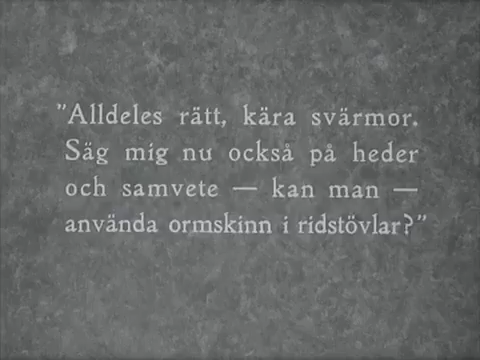 ”Alldeles rätt, kära svärmor.
Säg mig nu också på heder
och samvete — kan man —
använda ormskinn i ridstövlar?”